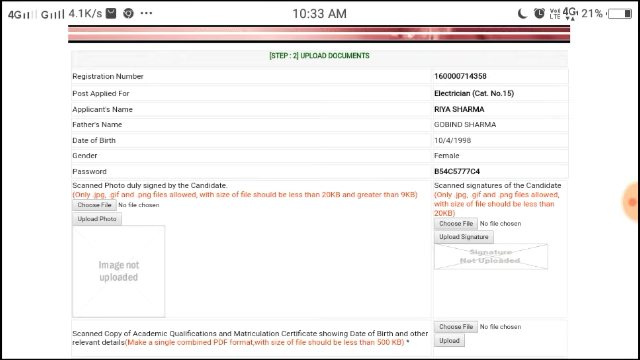 4G 4.1K/s 10:33 AM VoLTE 4G 21%
[STEP : 2] UPLOAD DOCUMENTS
Registration Number 160000714358
Post Applied For Electrician (Cat. No.15)
Applicant's Name RIYA SHARMA
Father's Name GOBIND SHARMA
Date of Birth 10/4/1998
Gender Female
Password B54C5777C4
Scanned Photo duly signed by the Candidate.
(Only .jpg, .gif and .png files allowed, with size of file should be less than 20KB and greater than 9KB)
Choose File No file chosen
Upload Photo
Image not
uploaded
Scanned signatures of the Candidate
(Only .jpg, .gif and .png allowed,
with size of file should be less than
20KB)
Choose File No file chosen
Upload Signature
Signature
Not Uploaded
Scanned Copy of Academic Qualifications and Matriculation Certificate showing Date of Birth and other
relevant details(Make a single combined PDF format,with size of file should be less than 500 KB) *
Choose File No file chosen
Upload